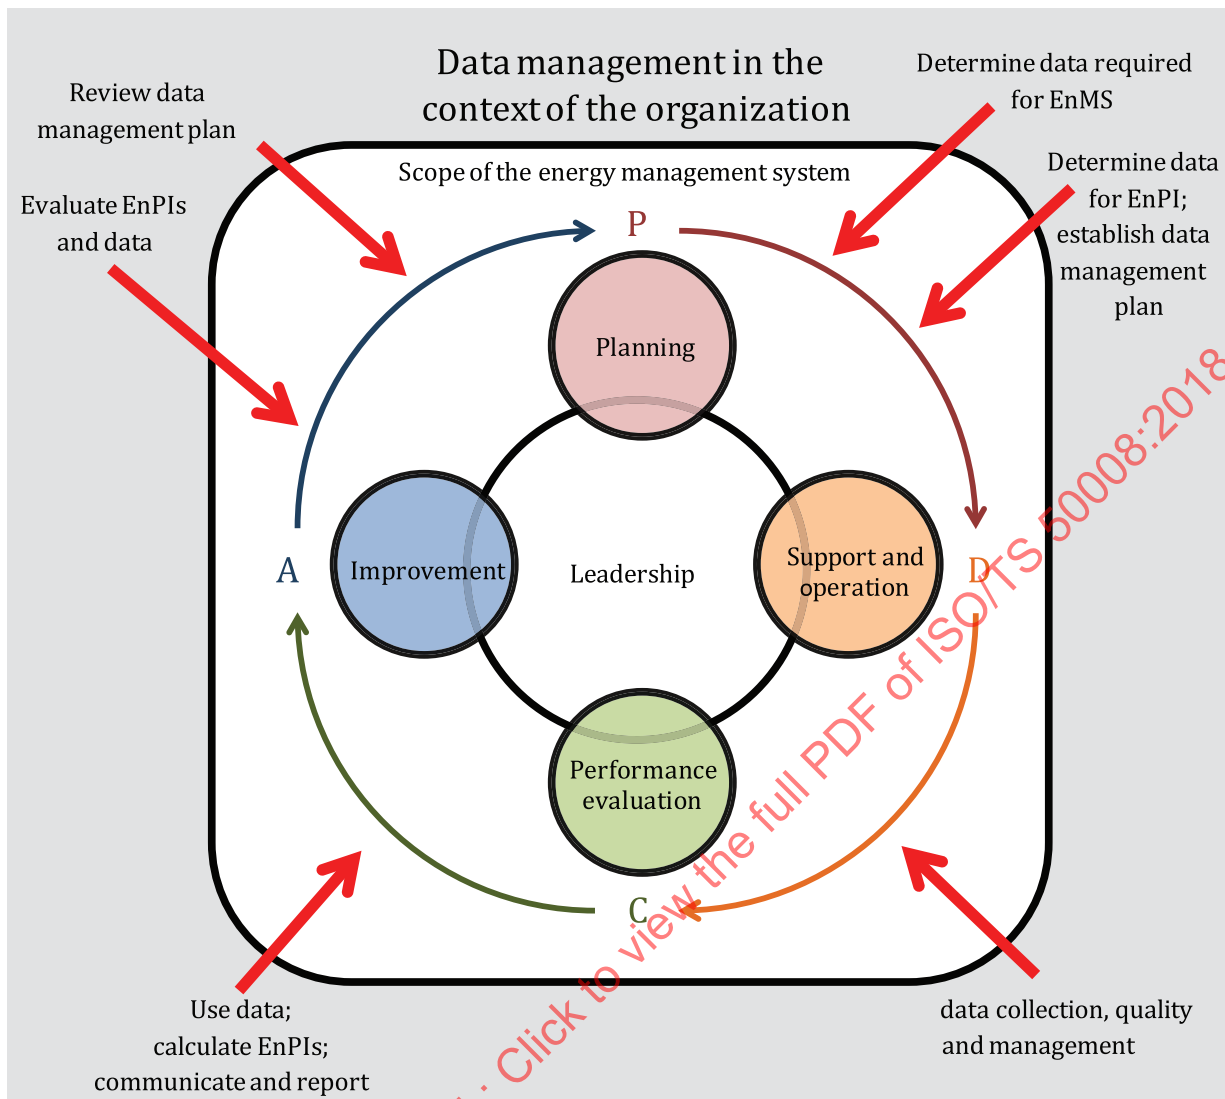 Data management in the
context of the organization
Review data
management plan
Determine data required
for EnMS
Evaluate EnPIs
and data
Determine data
for EnPI;
establish data
management
plan
Scope of the energy management system
P
Planning
A
Improvement
Leadership
Support and
operation
D
Performance
evaluation
C
Use data;
calculate EnPIs;
communicate and report
data collection, quality
and management
: Click to view the full PDF of ISO/TS 50008:2018